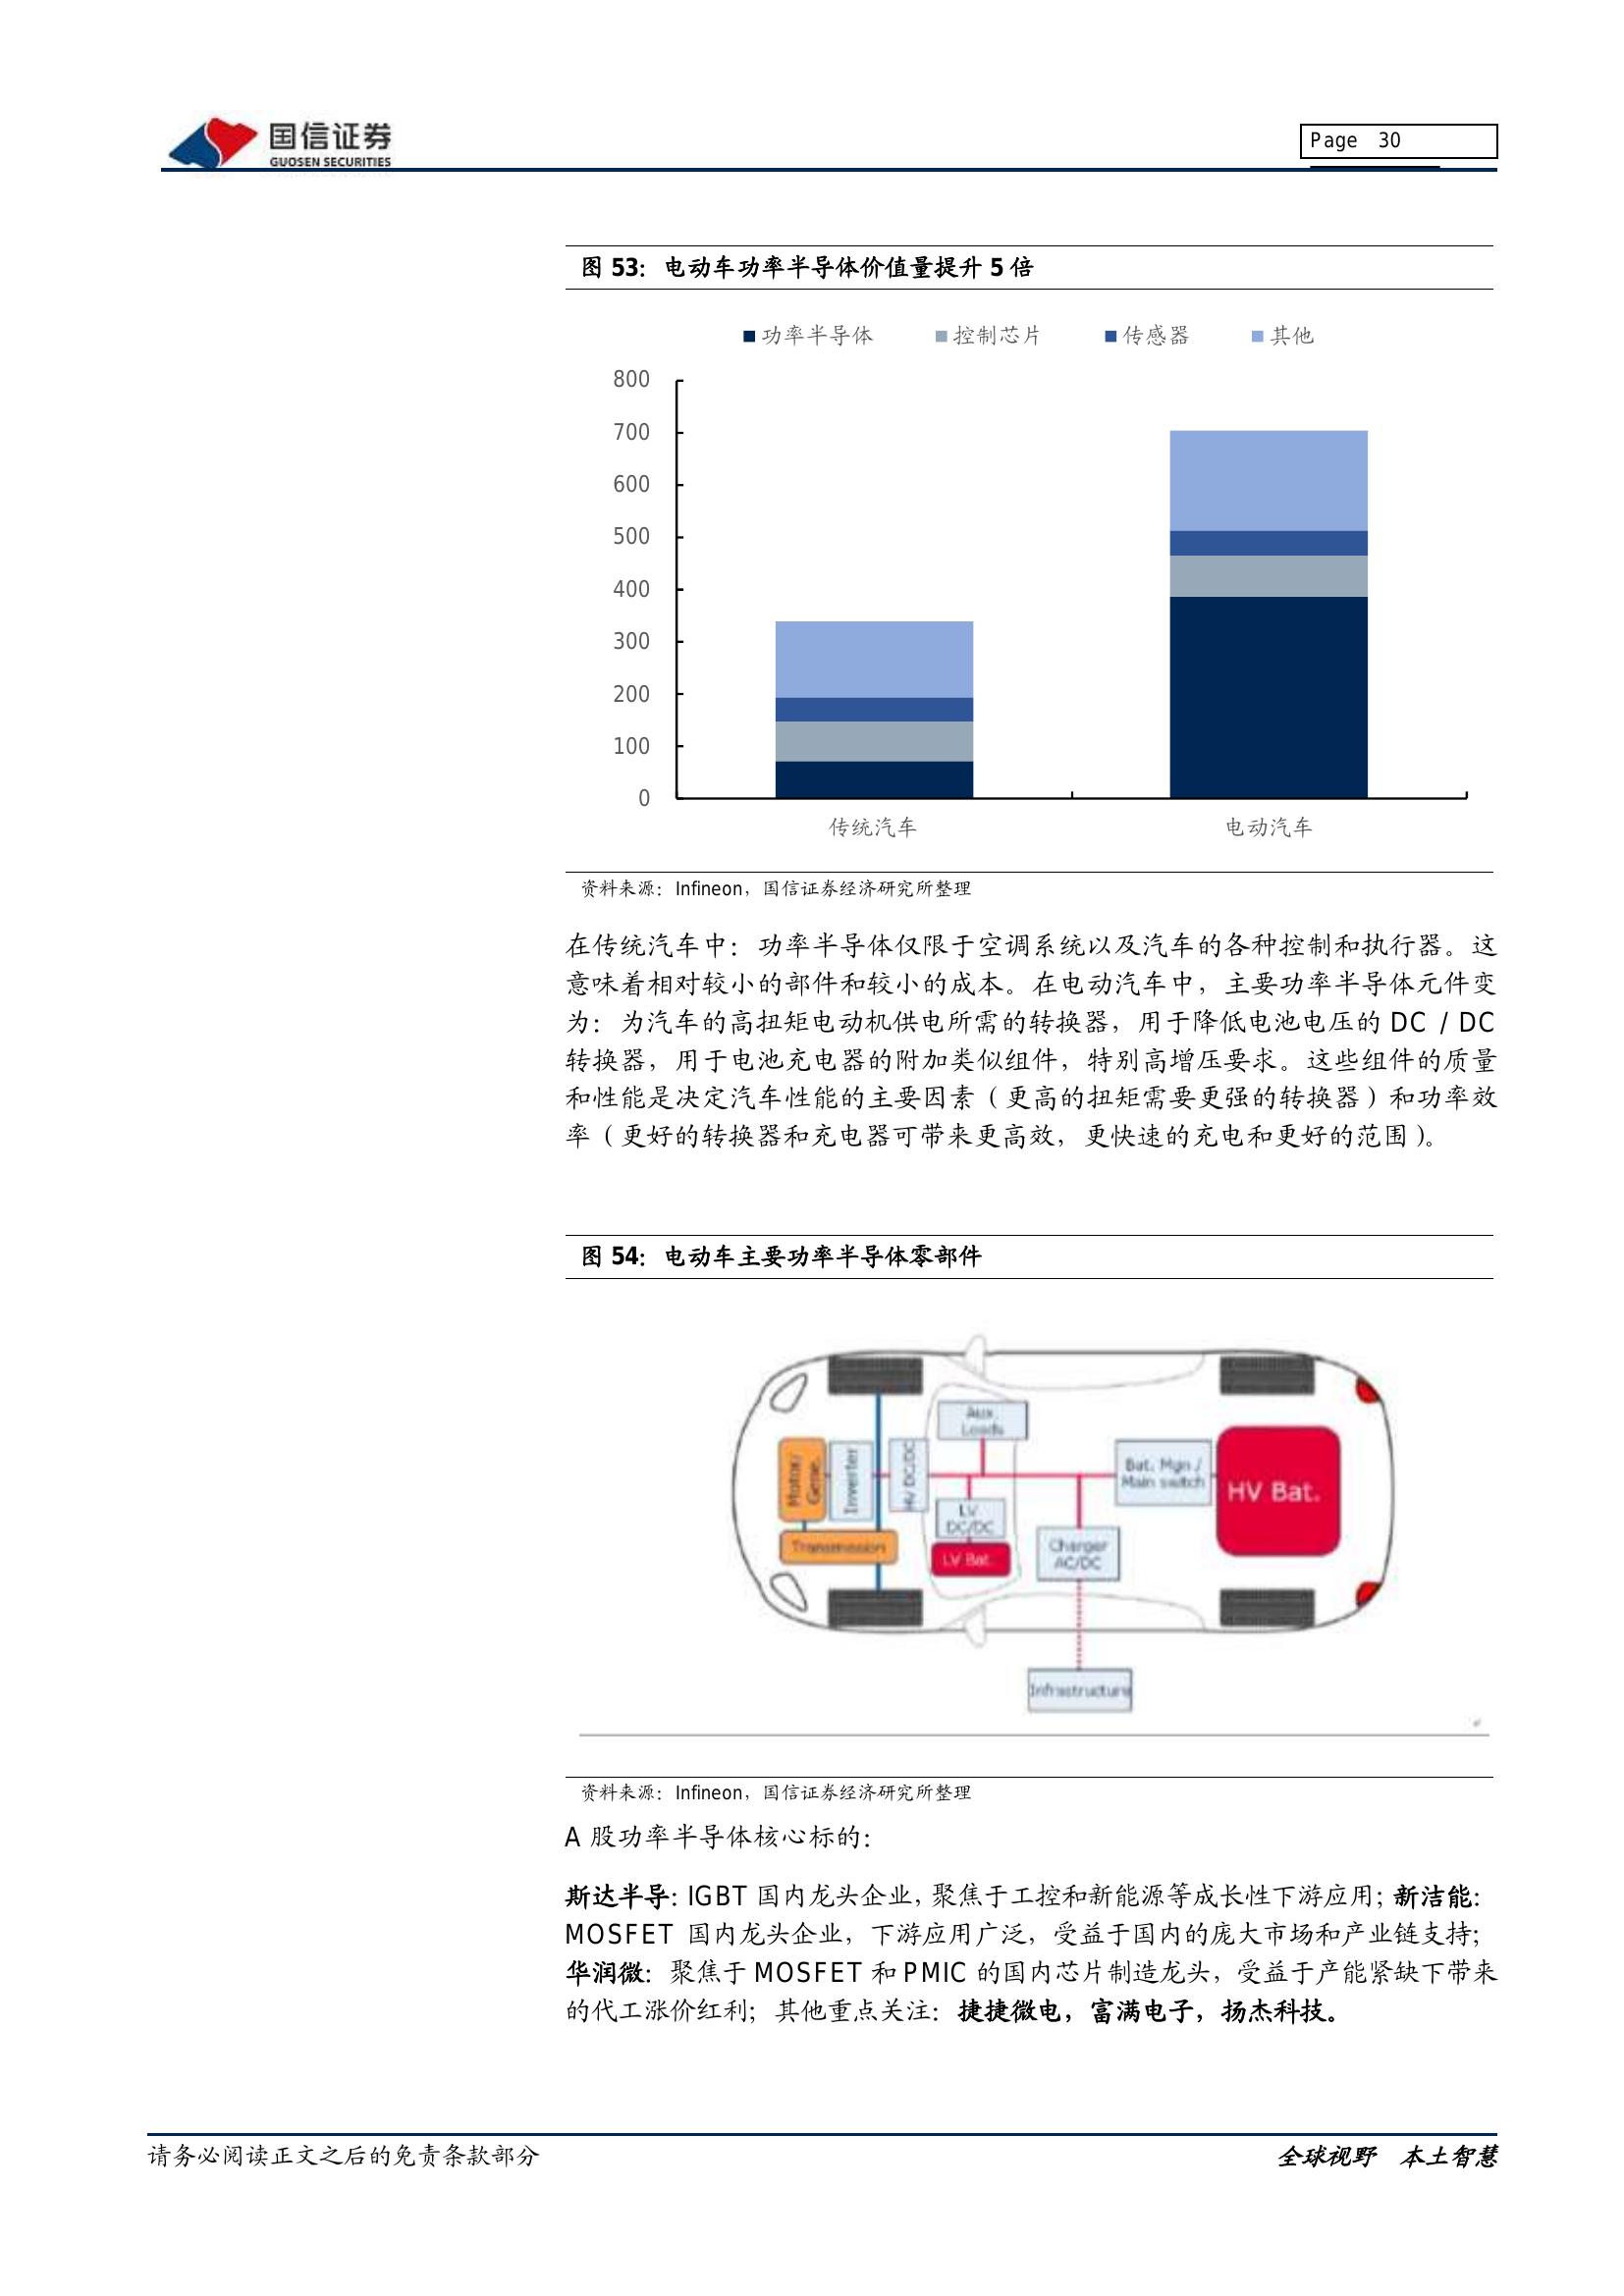 国信证券
GUOSEN SECURITIES
Page 30
图 53：电动车功率半导体价值量提升 5 倍
功率半导体 控制芯片 传感器 其他
800
700
600
500
400
300
200
100
0
传统汽车 电动汽车
资料来源：Infineon，国信证券经济研究所整理
在传统汽车中：功率半导体仅限于空调系统以及汽车的各种控制和执行器。这
意味着相对较小的部件和较小的成本。在电动汽车中，主要功率半导体元件变
为：为汽车的高扭矩电动机供电所需的转换器，用于降低电池电压的 DC / DC
转换器，用于电池充电器的附加类似组件，特别高增压要求。这些组件的质量
和性能是决定汽车性能的主要因素（更高的扭矩需要更强的转换器）和功率效
率（更好的转换器和充电器可带来更高效，更快速的充电和更好的范围）。
图 54：电动车主要功率半导体零部件
Aux.
Loads
Motor/
Gene.
Inverter
HV DC/DC
Bat. Mgn /
Main switch
HV Bat.
LV
DC/DC
Transmission
LV Bat.
Charger
AC/DC
Infrastructure
资料来源：Infineon，国信证券经济研究所整理
A 股功率半导体核心标的：
斯达半导：IGBT 国内龙头企业，聚焦于工控和新能源等成长性下游应用；新洁能：
MOSFET 国内龙头企业，下游应用广泛，受益于国内的庞大市场和产业链支持；
华润微：聚焦于 MOSFET 和 PMIC 的国内芯片制造龙头，受益于产能紧缺下带来
的代工涨价红利；其他重点关注：捷捷微电，富满电子，扬杰科技。
请务必阅读正文之后的免责条款部分
全球视野 本土智慧